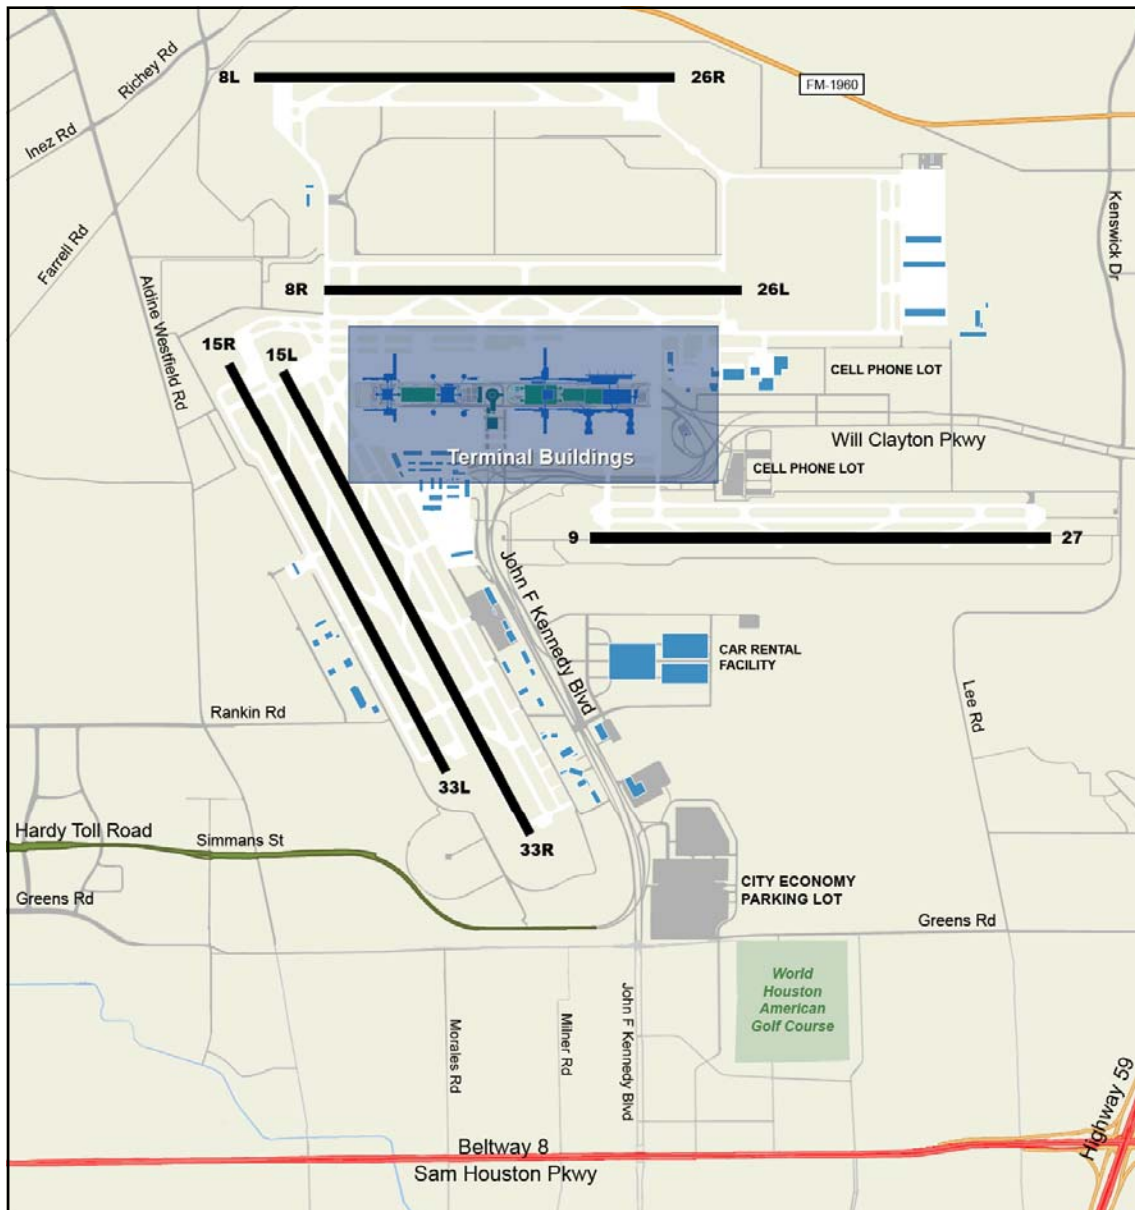 Richey Rd
8L
26R
FM-1960
Inez Rd
Farrell Rd
Kenswick Dr
Aldine Westfield Rd
8R
26L
15R
15L
CELL PHONE LOT
Will Clayton Pkwy
Terminal Buildings
CELL PHONE LOT
9
27
John F Kennedy Blvd
CAR RENTAL
FACILITY
Lee Rd
Rankin Rd
33L
Hardy Toll Road
Simmans St
33R
CITY ECONOMY
PARKING LOT
Greens Rd
Greens Rd
World
Houston
American
Golf Course
John F Kennedy Blvd
Milner Rd
Morales Rd
Highway 59
Beltway 8
Sam Houston Pkwy